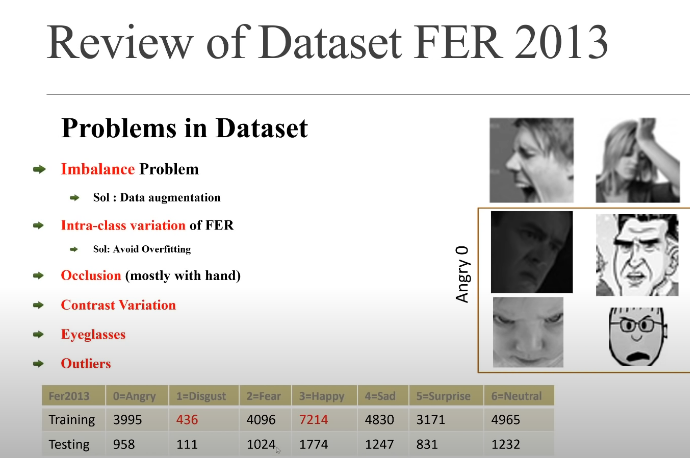 Review of Dataset FER 2013
Problems in Dataset
Imbalance Problem
Sol : Data augmentation
Intra-class variation of FER
Sol: Avoid Overfitting
Occlusion (mostly with hand)
Contrast Variation
Eyeglasses
Outliers
Angry 0
Fer2013 0=Angry 1=Disgust 2=Fear 3=Happy 4=Sad 5=Surprise 6=Neutral
Training 3995 436 4096 7214 4830 3171 4965
Testing 958 111 1024 1774 1247 831 1232